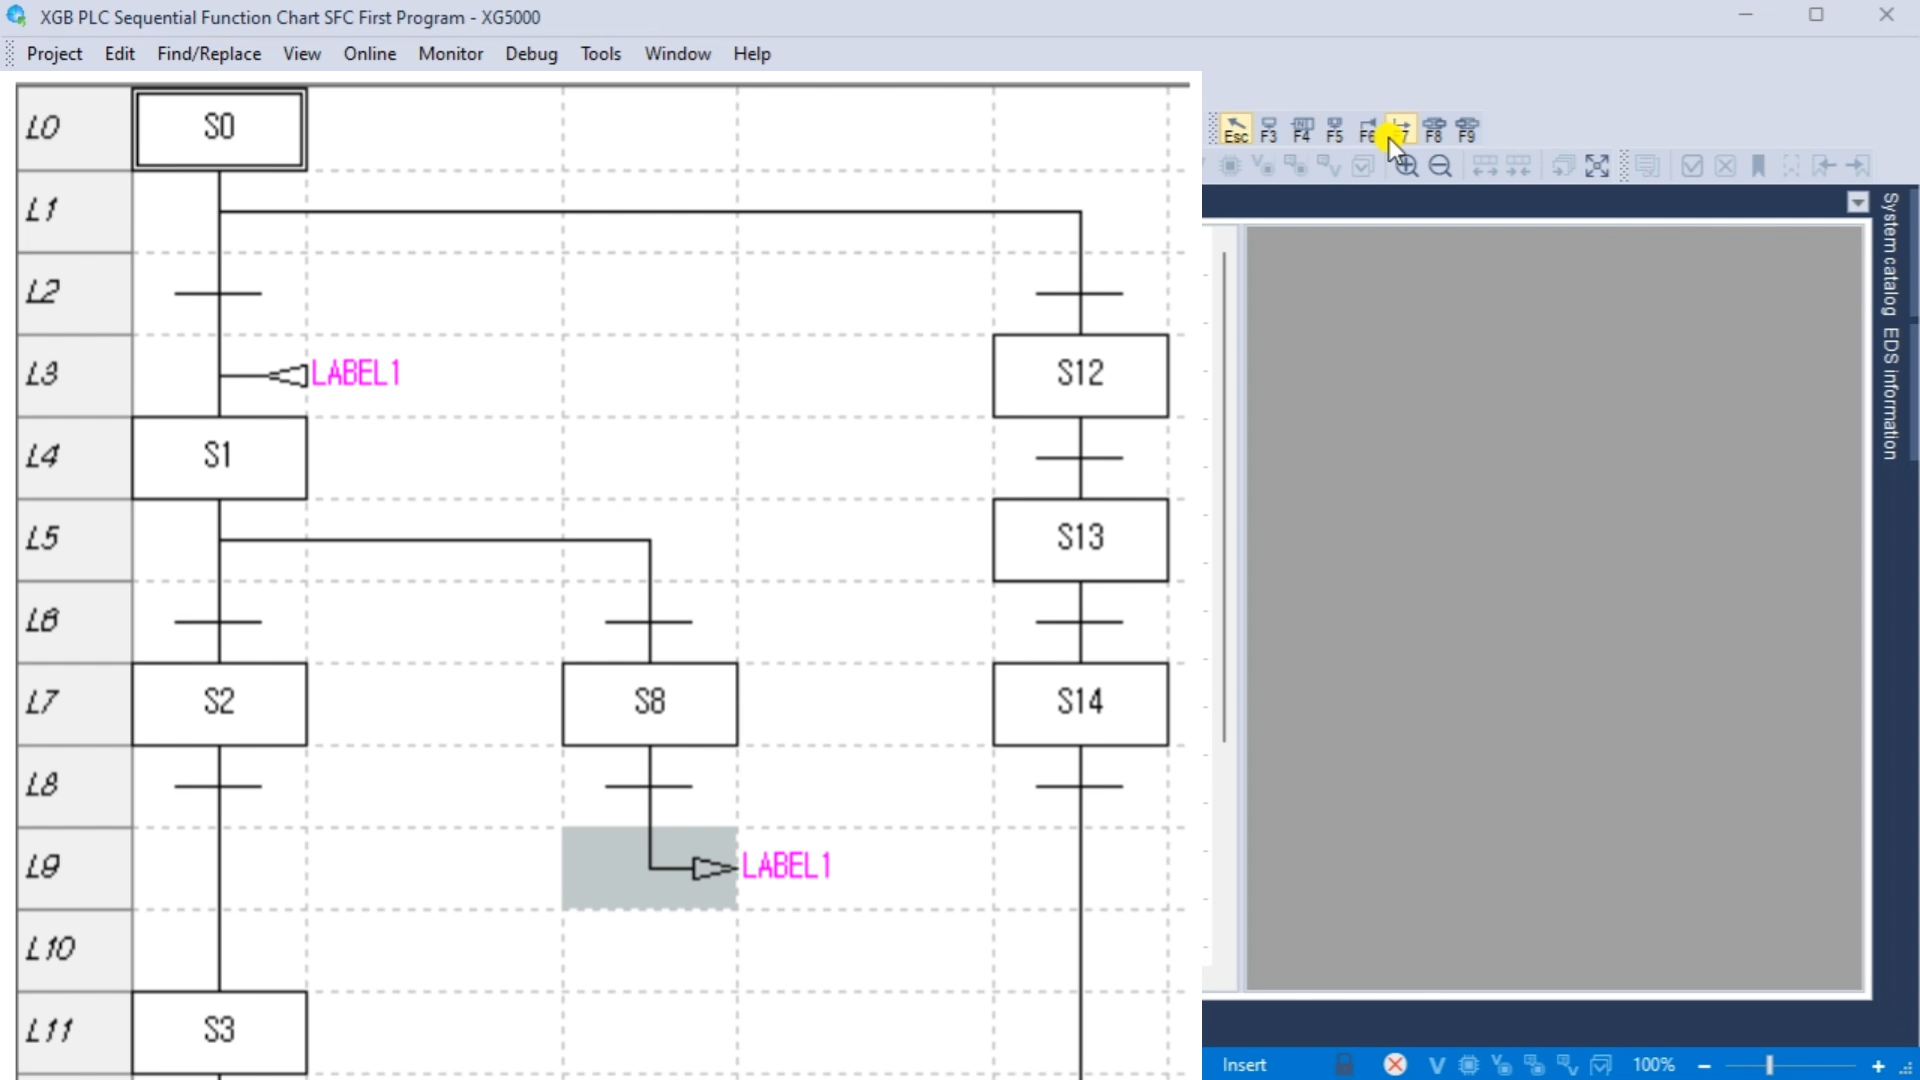 XGB PLC Sequential Function Chart SFC First Program - XG5000
Project Edit Find/Replace View Online Monitor Debug Tools Window Help
Esc F3 F4 F5 F6 F7 F8 F9
L0 S0
L1
L2
L3 LABEL1 S12
L4 S1
L5 S13
L6
L7 S2 S8 S14
L8
L9 LABEL1
L10
L11 S3
System catalog
EDS information
Insert 100%